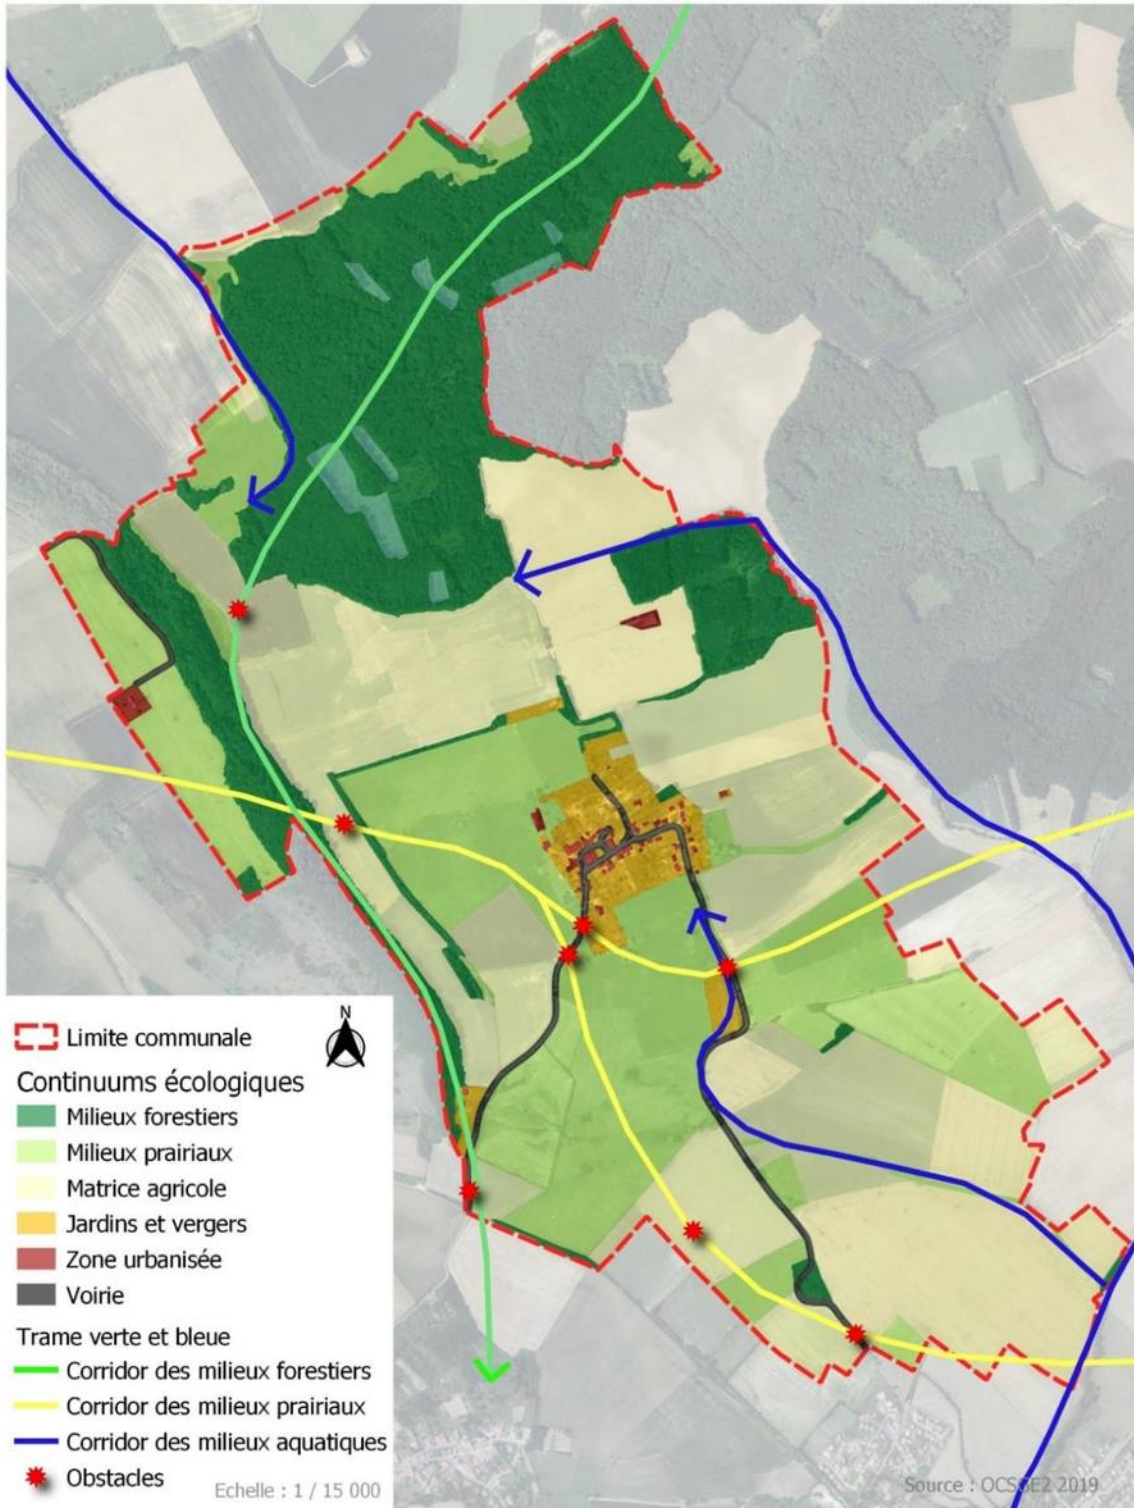 N
Limite communale
Continuums écologiques
Milieux forestiers
Milieux prairiaux
Matrice agricole
Jardins et vergers
Zone urbanisée
Voirie
Trame verte et bleue
Corridor des milieux forestiers
Corridor des milieux prairiaux
Corridor des milieux aquatiques
Obstacles
Echelle : 1 / 15 000
Source : OCSGE2 2019